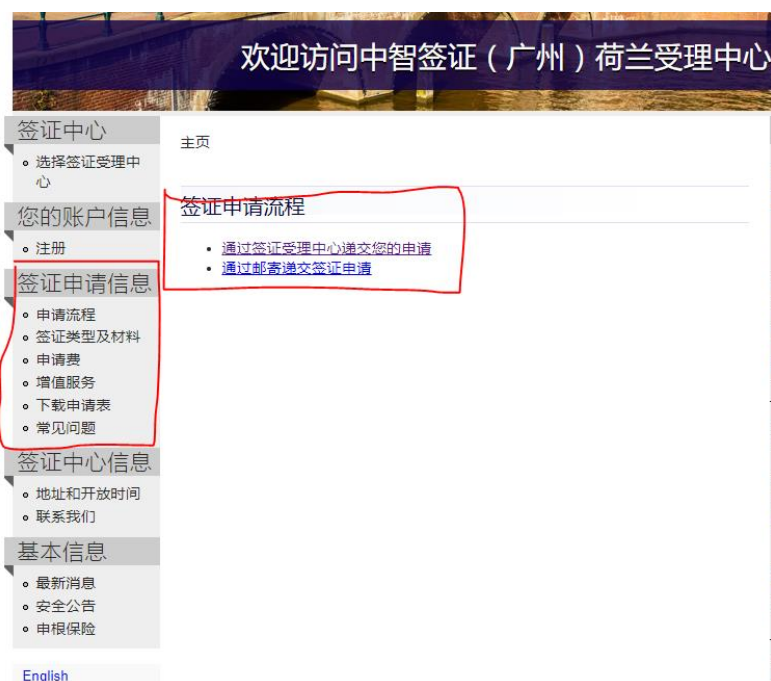 欢迎访问中智签证（广州）荷兰受理中心
签证中心
选择签证受理中
心
您的账户信息
注册
签证申请信息
申请流程
签证类型及材料
申请费
增值服务
下载申请表
常见问题
签证中心信息
地址和开放时间
联系我们
基本信息
最新消息
安全公告
申根保险
English
主页
签证申请流程
通过签证受理中心递交您的申请
通过邮寄递交签证申请